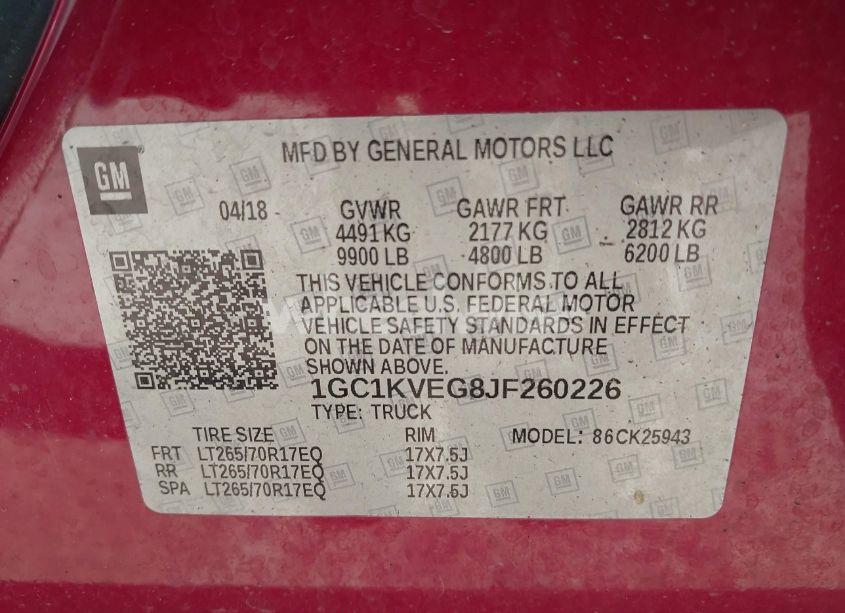 GM
MFD BY GENERAL MOTORS LLC
04/18 GVWR GAWR FRT GAWR RR
4491 KG 2177 KG 2812 KG
9900 LB 4800 LB 6200 LB
THIS VEHICLE CONFORMS TO ALL
APPLICABLE U.S. FEDERAL MOTOR
VEHICLE SAFETY STANDARDS IN EFFECT
ON THE DATE OF MANUFACTURE
SHOWN ABOVE.
1GC1KVEG8JF260226
TYPE: TRUCK
TIRE SIZE RIM MODEL: 86CK25943
FRT LT265/70R17EQ 17X7.5J
RR LT265/70R17EQ 17X7.5J
SPA LT265/70R17EQ 17X7.5J